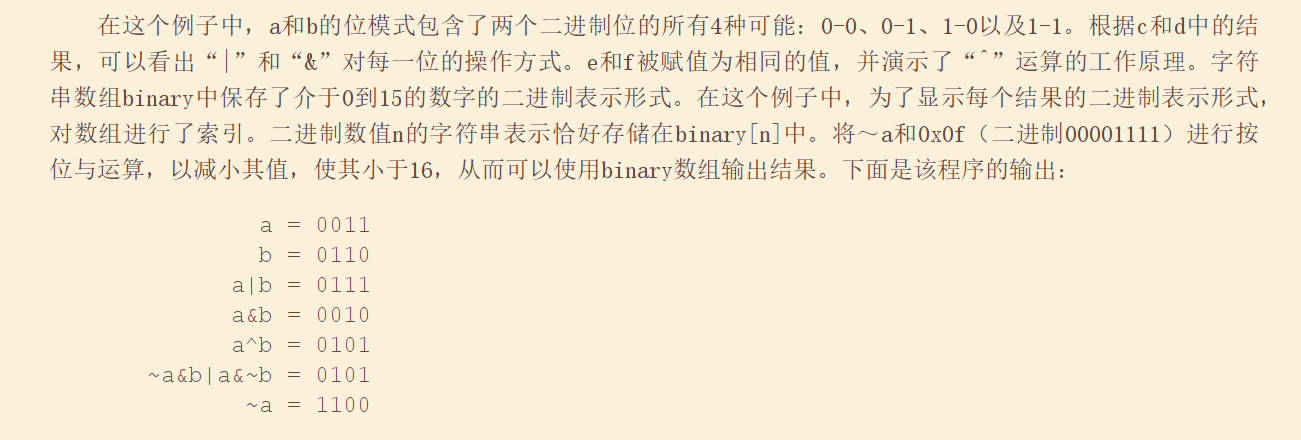 在这个例子中，a和b的位模式包含了两个二进制位的所有4种可能：0-0、0-1、1-0以及1-1。根据c和d中的结
果，可以看出“|”和“&”对每一位的操作方式。e和f被赋值为相同的值，并演示了“^”运算的工作原理。字符
串数组binary中保存了介于0到15的数字的二进制表示形式。在这个例子中，为了显示每个结果的二进制表示形式，
对数组进行了索引。二进制数值n的字符串表示恰好存储在binary[n]中。将～a和0x0f（二进制00001111）进行按
位与运算，以减小其值，使其小于16，从而可以使用binary数组输出结果。下面是该程序的输出：
a = 0011
b = 0110
a|b = 0111
a&b = 0010
a^b = 0101
~a&b|a&~b = 0101
~a = 1100